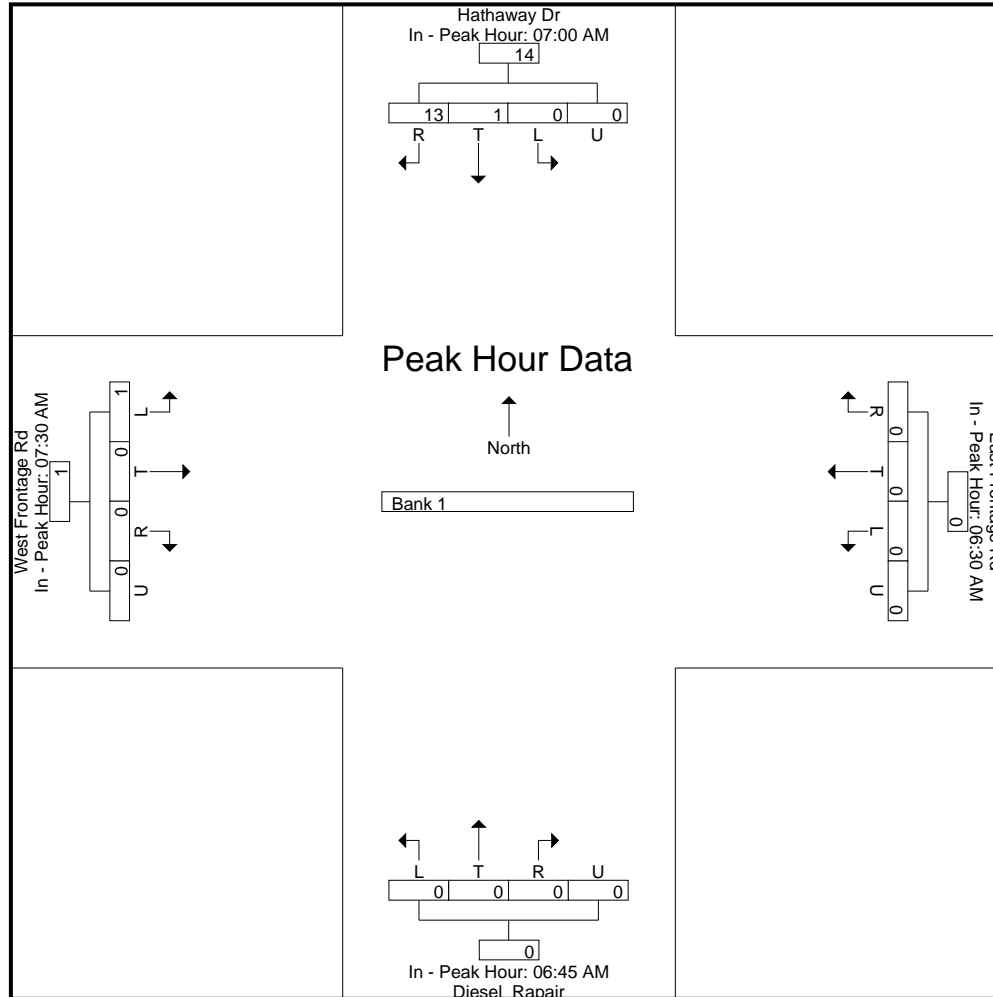 Hathaway Dr
In - Peak Hour: 07:00 AM
14
13 1 0 0
R T L U
Peak Hour Data
North
Bank 1
West Frontage Rd
In - Peak Hour: 07:30 AM
1
1 0 0 0
L T R U
In - Peak Hour: 06:30 AM
0
0 0 0 0
R T L U
L T R U
0 0 0 0
0
In - Peak Hour: 06:45 AM
Diesel Rapair